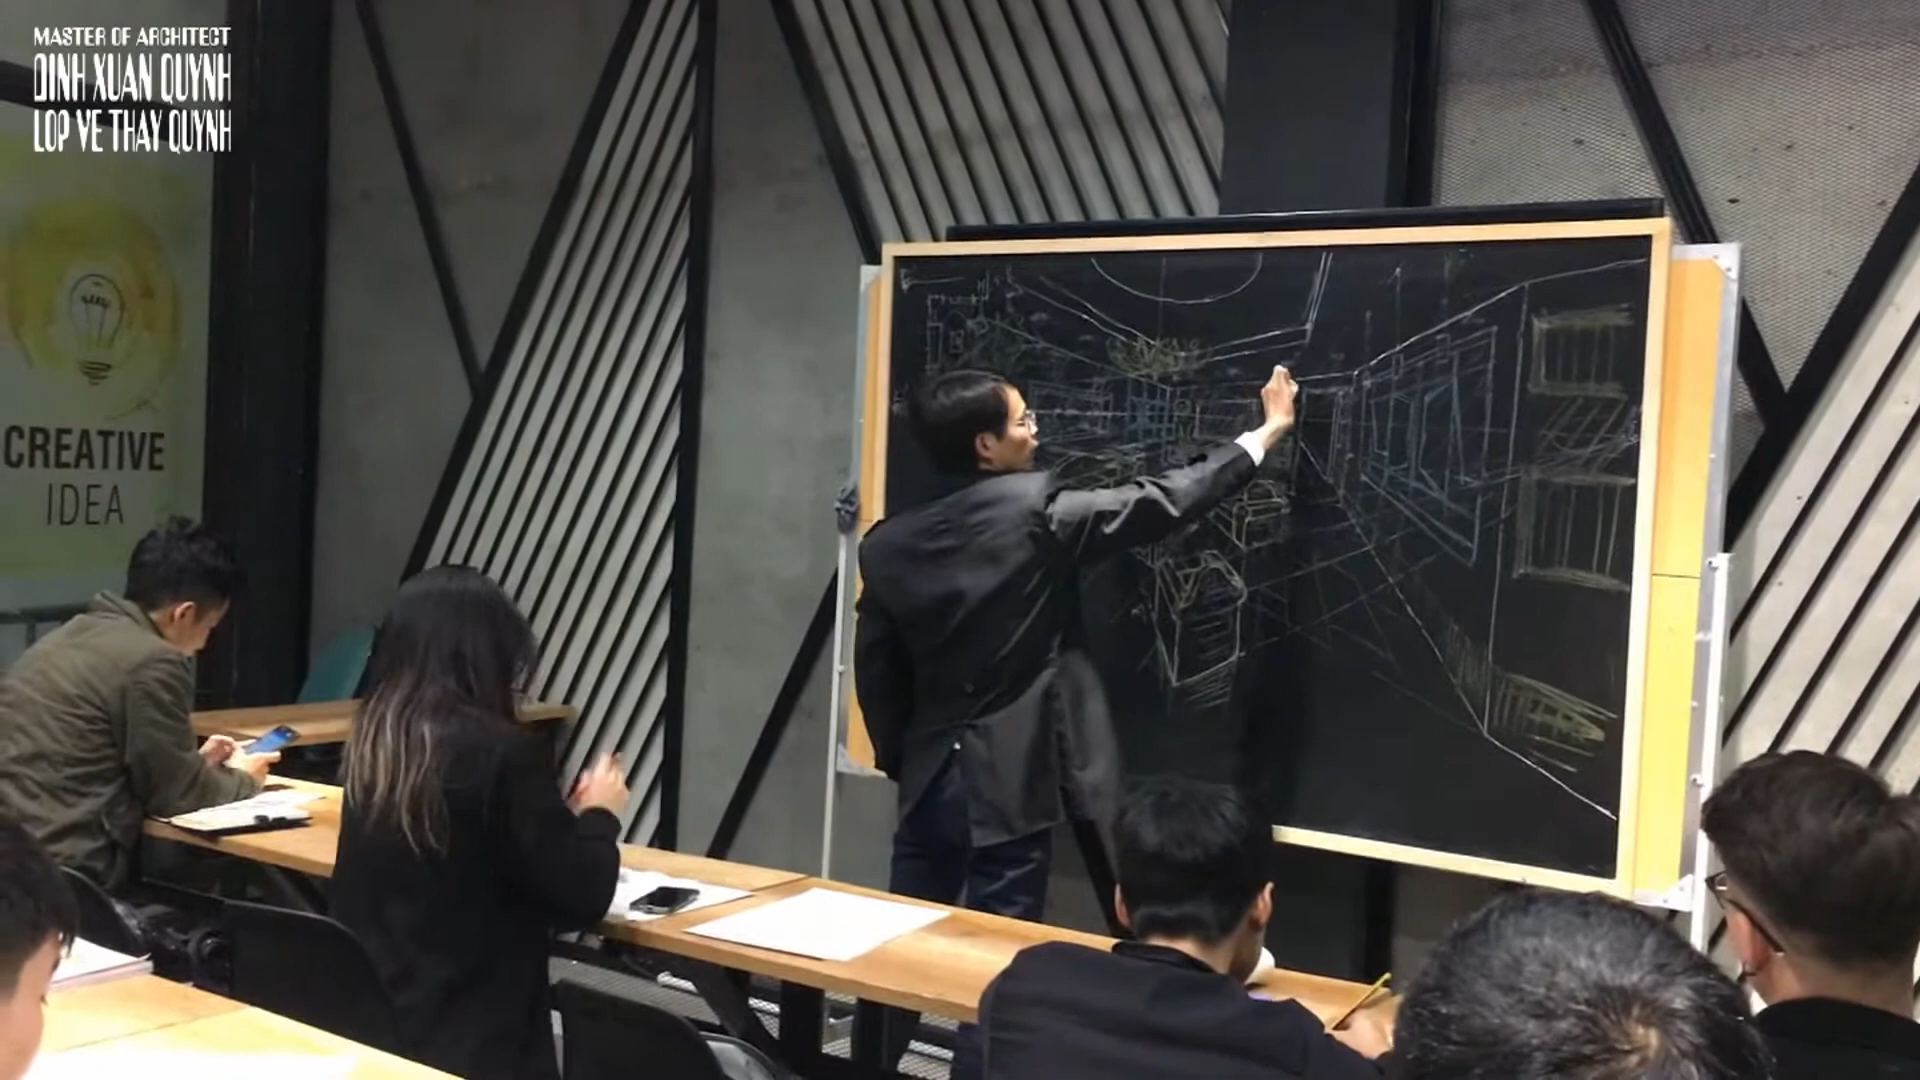 MASTER OF ARCHITECT
DINH XUAN QUYNH
LOP VE THAY QUYNH
CREATIVE
IDEA